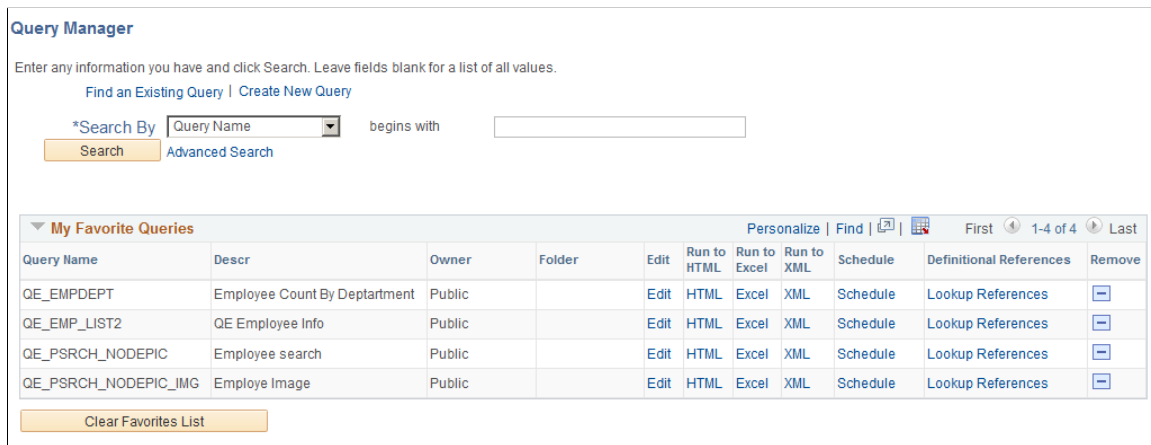 Query Manager
Enter any information you have and click Search. Leave fields blank for a list of all values.
Find an Existing Query | Create New Query
*Search By Query Name begins with
Search Advanced Search
My Favorite Queries Personalize | Find | | First 1-4 of 4 Last
Query Name Descr Owner Folder Edit Run to HTML Run to Excel Run to XML Schedule Definitional References Remove
QE_EMPDEPT Employee Count By Deptartment Public Edit HTML Excel XML Schedule Lookup References
QE_EMP_LIST2 QE Employee Info Public Edit HTML Excel XML Schedule Lookup References
QE_PSRCH_NODEPIC Employee search Public Edit HTML Excel XML Schedule Lookup References
QE_PSRCH_NODEPIC_IMG Employe Image Public Edit HTML Excel XML Schedule Lookup References
Clear Favorites List